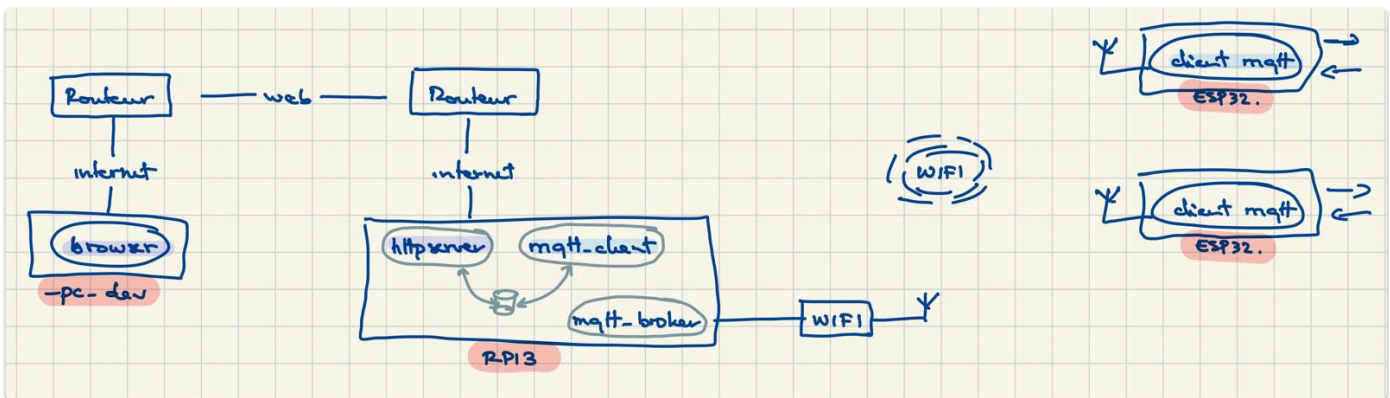 Routeur
web
Routeur
internet
internet
browser
-pc-dev
httpserver
mqtt_client
mqtt_broker
RPI3
WIFI
WIFI
client mqtt
ESP32.
client mqtt
ESP32.